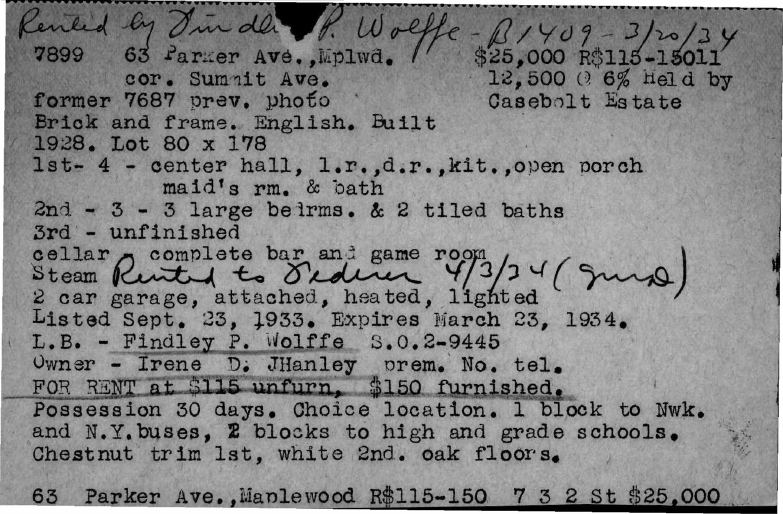 Rented by Findley P. Wolffe - B1409 - 3/20/34
7899 63 Parker Ave.,Mplwd. $25,000 R$115-15011
cor. Summit Ave. 12,500 @ 6% Held by
former 7687 prev. photo Casebolt Estate
Brick and frame. English. Built
1928. Lot 80 x 178
1st- 4 - center hall, l.r.,d.r.,kit.,open porch
maid's rm. & bath
2nd - 3 - 3 large bedrms. & 2 tiled baths
3rd - unfinished
cellar - complete bar and game room
Steam Rented to Federer 4/3/34
2 car garage, attached, heated, lighted
Listed Sept. 23, 1933. Expires March 23, 1934.
L.B. - Findley P. Wolffe S.O.2-9445
Owner - Irene D. JHanley prem. No. tel.
FOR RENT at $115 unfurn, $150 furnished.
Possession 30 days. Choice location. 1 block to Nwk.
and N.Y.buses, 2 blocks to high and grade schools.
Chestnut trim 1st, white 2nd. oak floors.
63 Parker Ave.,Maplewood R$115-150 7 3 2 St $25,000